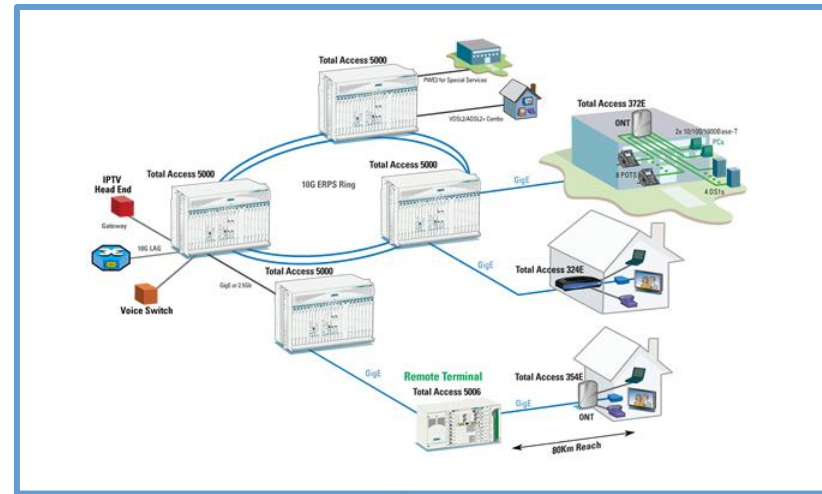 Total Access 5000
PWE3 for Special Services
VDSL2/ADSL2+ Combo
Total Access 372E
ONT
2x 10/100/1000Base-T
PCs
8 POTS
4 DS1s
IPTV
Head End
Total Access 5000
10G ERPS Ring
Total Access 5000
GigE
Gateway
10G LAG
Voice Switch
Total Access 5000
GigE or 2.5Gb
GigE
Total Access 324E
GigE
Remote Terminal
Total Access 5006
Total Access 354E
GigE
ONT
80Km Reach